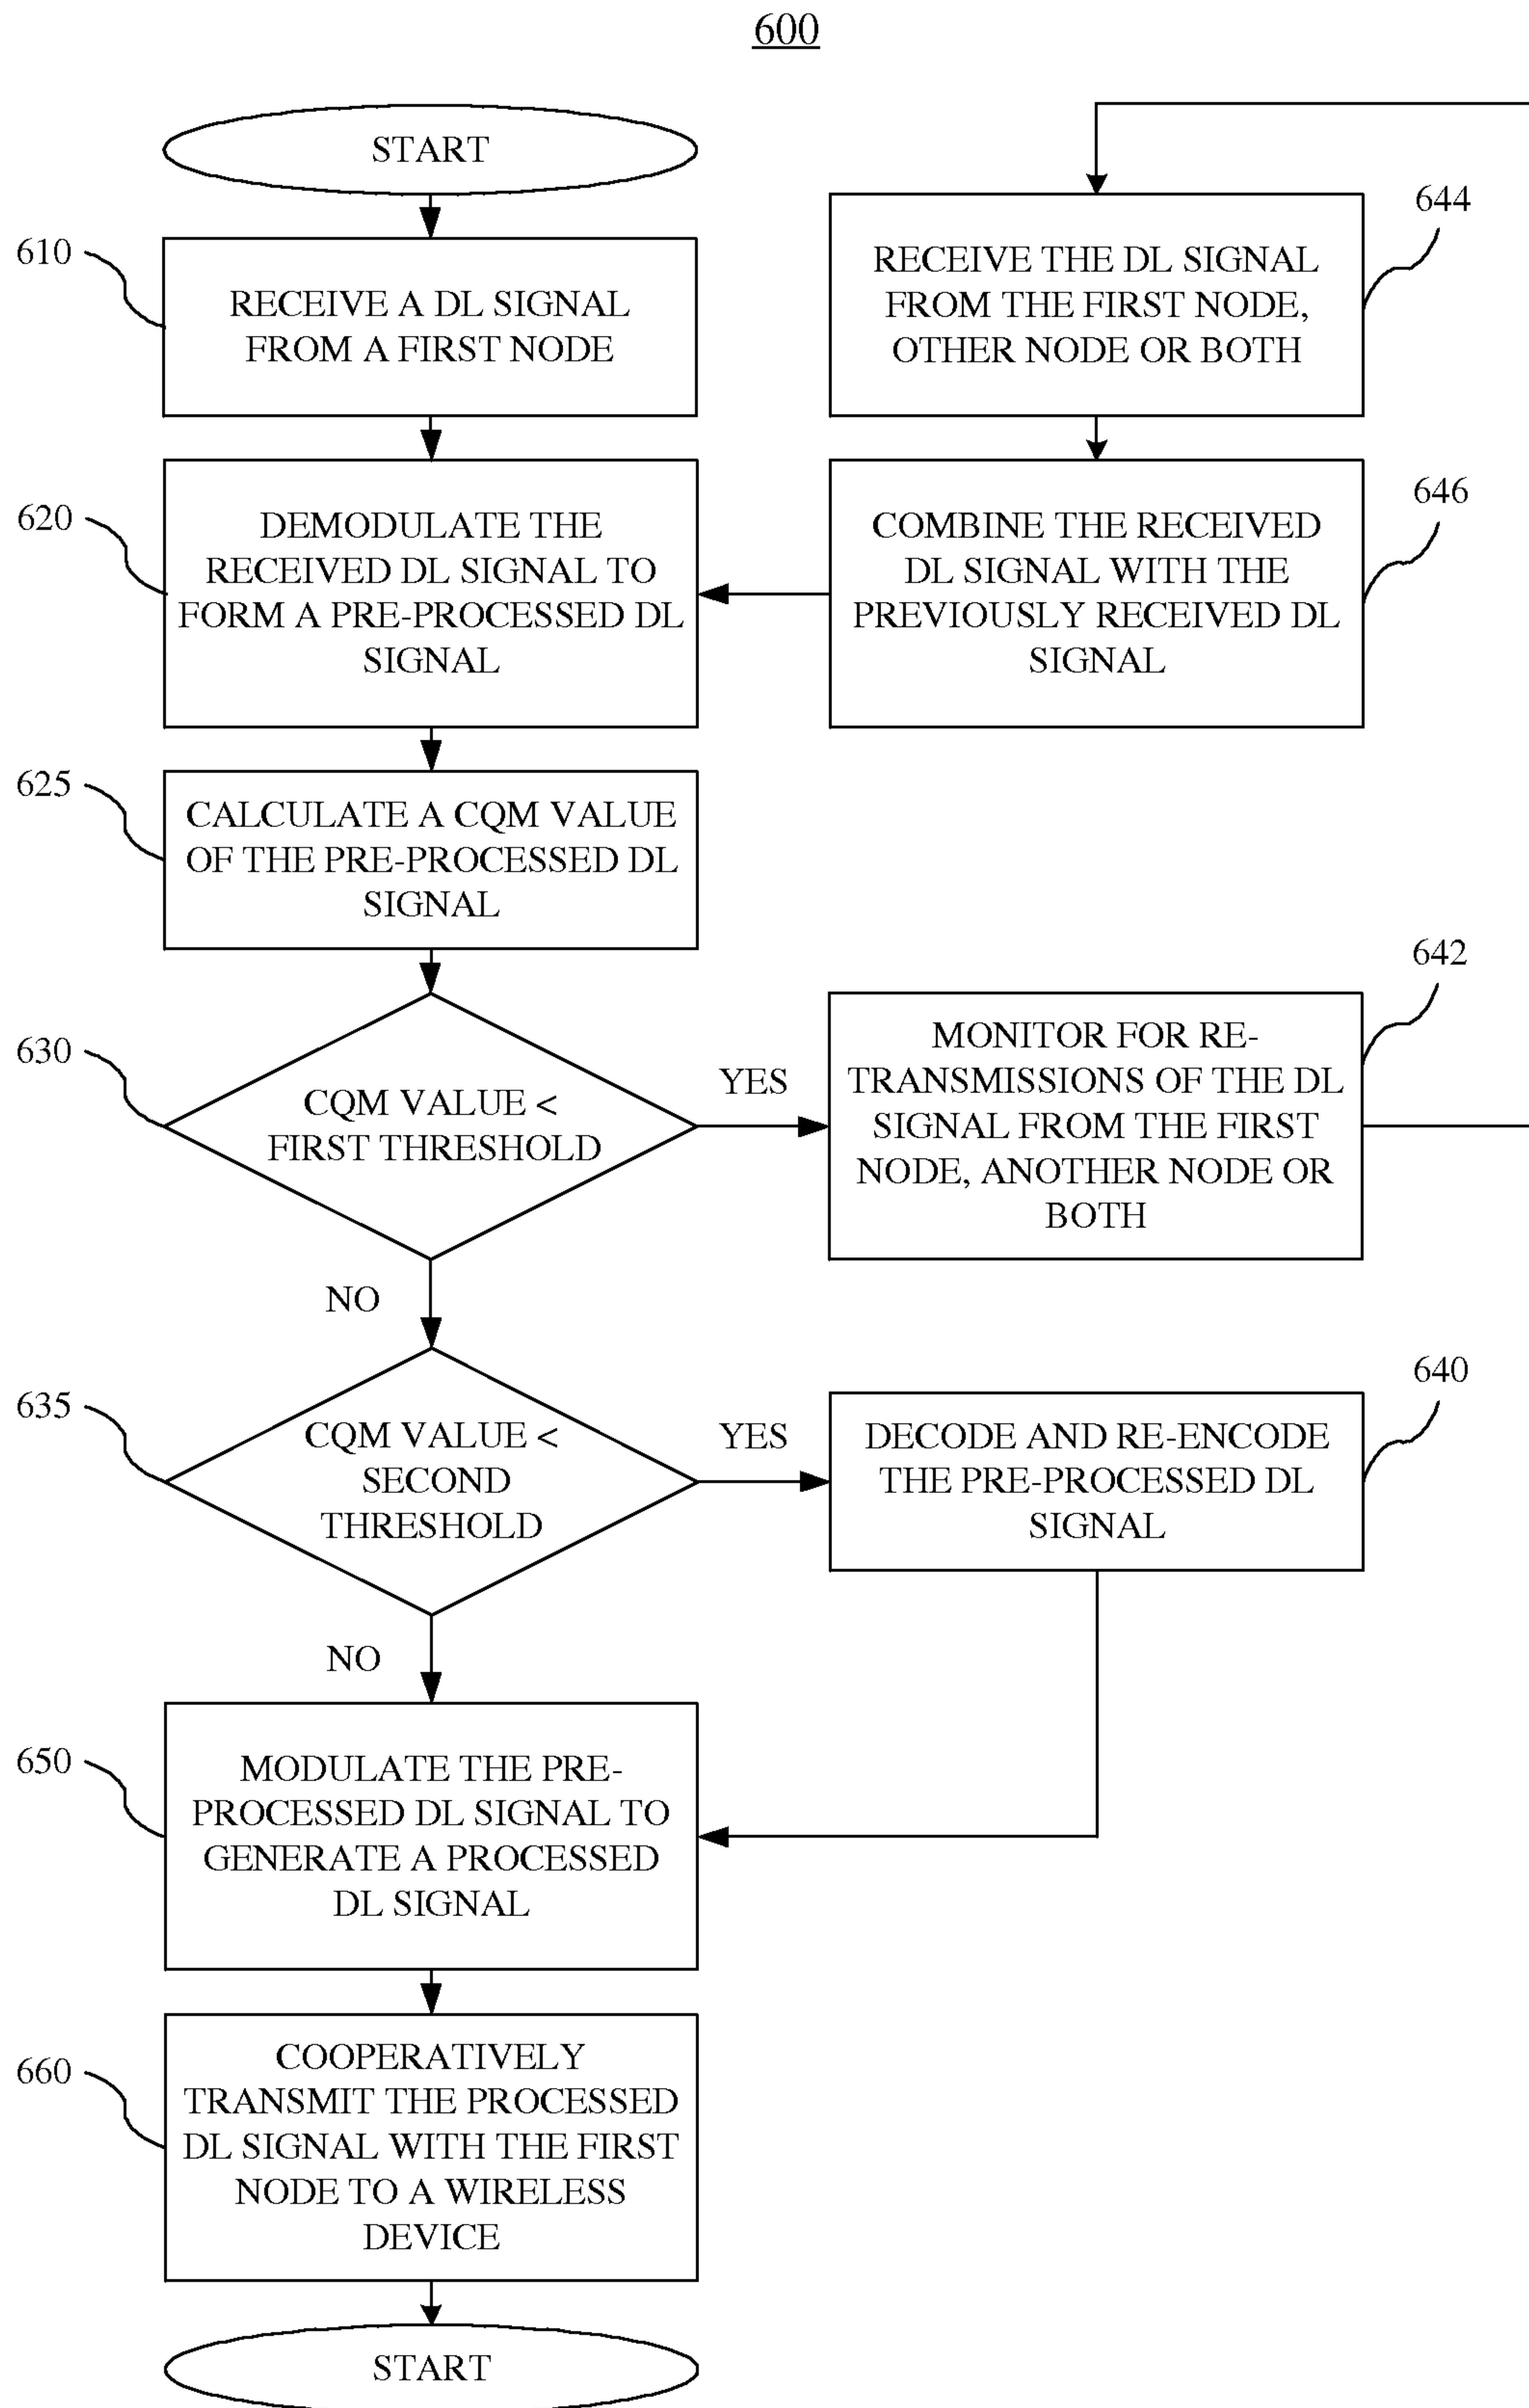 600
START
610
RECEIVE A DL SIGNAL
FROM A FIRST NODE
644
RECEIVE THE DL SIGNAL
FROM THE FIRST NODE,
OTHER NODE OR BOTH
620
DEMODULATE THE
RECEIVED DL SIGNAL TO
FORM A PRE-PROCESSED DL
SIGNAL
646
COMBINE THE RECEIVED
DL SIGNAL WITH THE
PREVIOUSLY RECEIVED DL
SIGNAL
625
CALCULATE A CQM VALUE
OF THE PRE-PROCESSED DL
SIGNAL
630
CQM VALUE <
FIRST THRESHOLD
YES
642
MONITOR FOR RE-
TRANSMISSIONS OF THE DL
SIGNAL FROM THE FIRST
NODE, ANOTHER NODE OR
BOTH
NO
635
CQM VALUE <
SECOND
THRESHOLD
YES
640
DECODE AND RE-ENCODE
THE PRE-PROCESSED DL
SIGNAL
NO
650
MODULATE THE PRE-
PROCESSED DL SIGNAL TO
GENERATE A PROCESSED
DL SIGNAL
660
COOPERATIVELY
TRANSMIT THE PROCESSED
DL SIGNAL WITH THE FIRST
NODE TO A WIRELESS
DEVICE
START